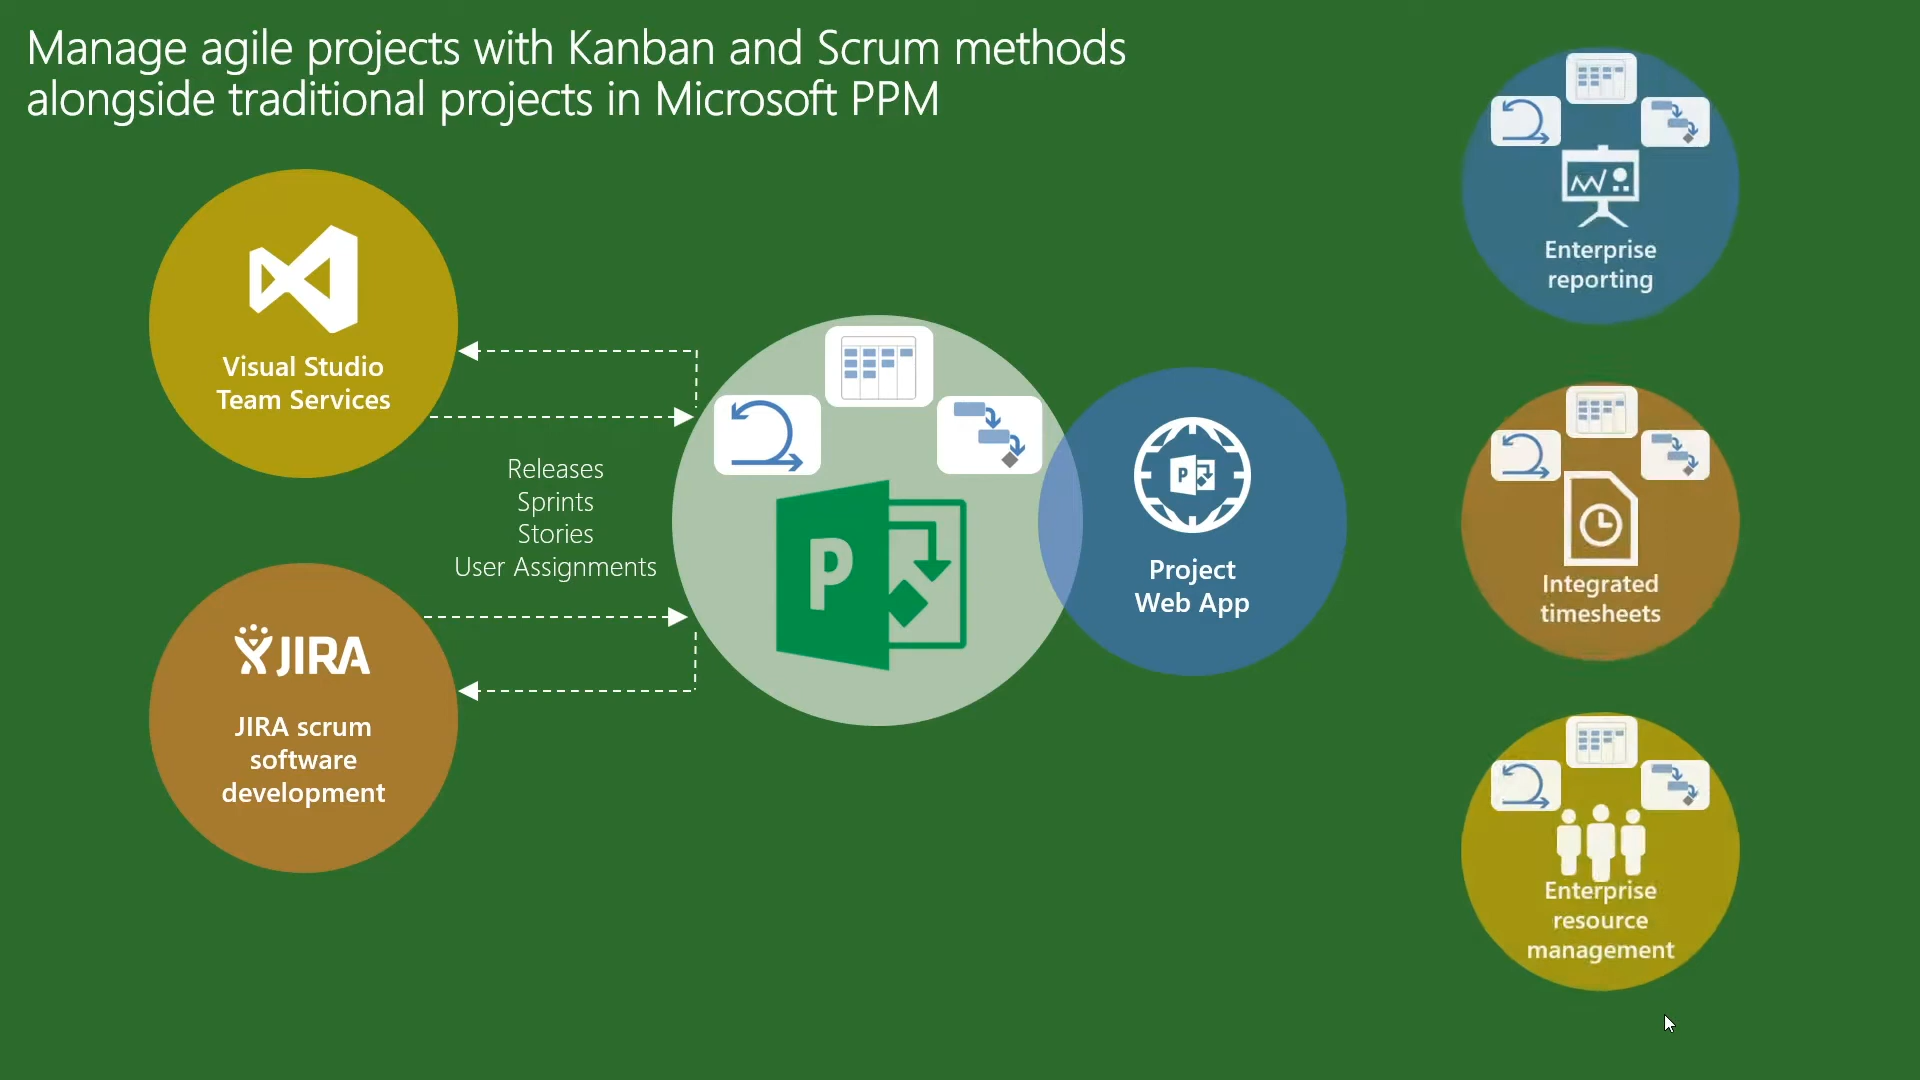 Manage agile projects with Kanban and Scrum methods
alongside traditional projects in Microsoft PPM
Visual Studio
Team Services
Releases
Sprints
Stories
User Assignments
JIRA
JIRA scrum
software
development
P
P
Project
Web App
Enterprise
reporting
Integrated
timesheets
Enterprise
resource
management